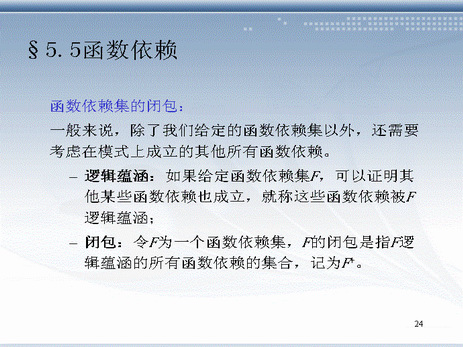 §5.5函数依赖
函数依赖集的闭包：
一般来说，除了我们给定的函数依赖集以外，还需要
考虑在模式上成立的其他所有函数依赖。
– 逻辑蕴涵：如果给定函数依赖集F，可以证明其
他某些函数依赖也成立，就称这些函数依赖被F
逻辑蕴涵；
– 闭包：令F为一个函数依赖集，F的闭包是指F逻
辑蕴涵的所有函数依赖的集合，记为F⁺。
24